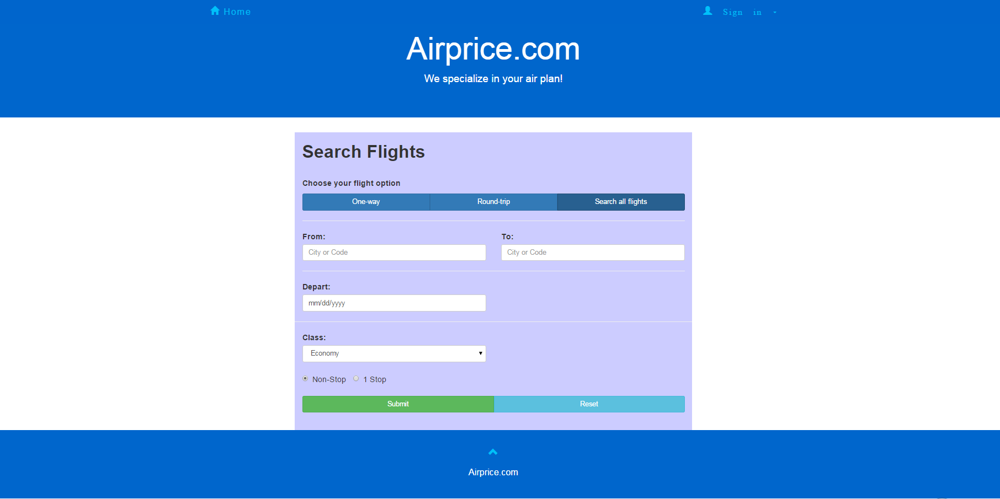 Home Sign in
Airprice.com
We specialize in your air plan!
Search Flights
Choose your flight option
One-way Round-trip Search all flights
From: To:
City or Code City or Code
Depart:
mm/dd/yyyy
Class:
Economy
Non-Stop 1 Stop
Submit Reset
Airprice.com